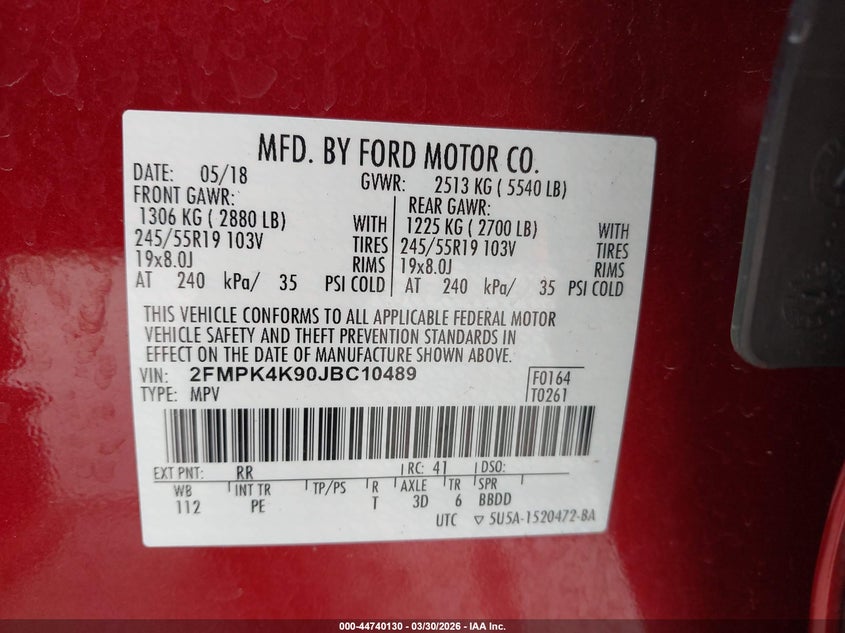 MFD. BY FORD MOTOR CO.
DATE: 05/18 GVWR: 2513 KG ( 5540 LB)
FRONT GAWR: REAR GAWR:
1306 KG ( 2880 LB) WITH 1225 KG ( 2700 LB) WITH
245/55R19 103V TIRES 245/55R19 103V TIRES
19x8.0J RIMS 19x8.0J RIMS
AT 240 kPa/ 35 PSI COLD AT 240 kPa/ 35 PSI COLD
THIS VEHICLE CONFORMS TO ALL APPLICABLE FEDERAL MOTOR
VEHICLE SAFETY AND THEFT PREVENTION STANDARDS IN
EFFECT ON THE DATE OF MANUFACTURE SHOWN ABOVE.
VIN: 2FMPK4K90JBC10489 F0164
TYPE: MPV T0261
EXT PNT: RR RC: 41 DSO:
WB INT TR TP/PS R AXLE TR SPR
112 PE T 3D 6 BBDD
UTC ▽ 5U5A-1520472-BA
000-44740130 - 03/30/2026 - IAA Inc.